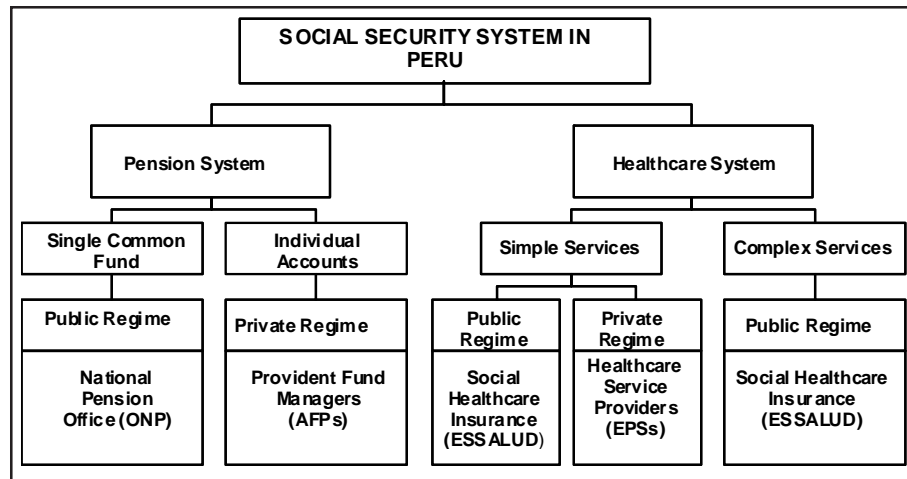 SOCIAL SECURITY SYSTEM IN
PERU
Pension System
Healthcare System
Single Common
Fund
Individual
Accounts
Simple Services
Complex Services
Public Regime
Private Regime
Public
Regime
Private
Regime
Public Regime
National
Pension
Office (ONP)
Provident Fund
Managers
(AFPs)
Social
Healthcare
Insurance
(ESSALUD)
Healthcare
Service
Providers
(EPSs)
Social Healthcare
Insurance
(ESSALUD)